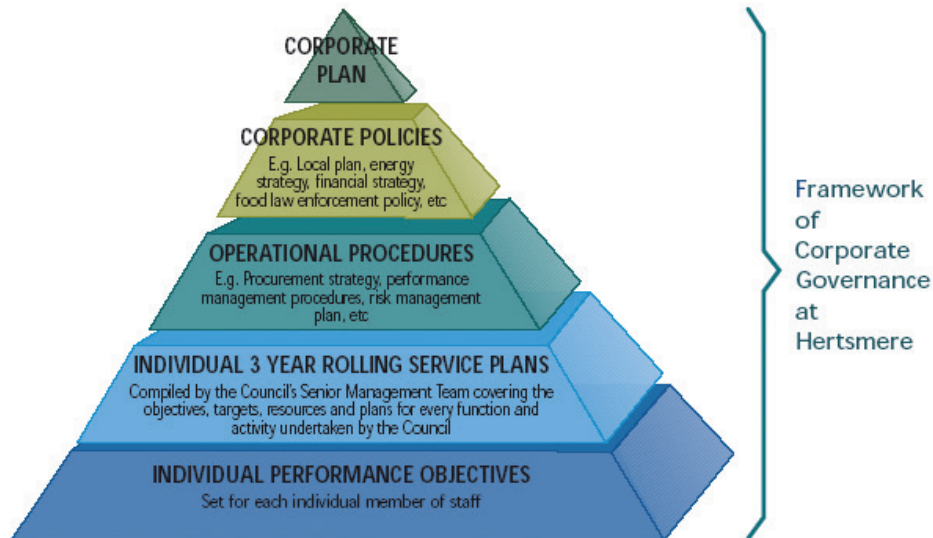 CORPORATE
PLAN
CORPORATE POLICIES
E.g. Local plan, energy
strategy, financial strategy,
food law enforcement policy, etc
OPERATIONAL PROCEDURES
E.g. Procurement strategy, performance
management procedures, risk management
plan, etc
INDIVIDUAL 3 YEAR ROLLING SERVICE PLANS
Compiled by the Council's Senior Management Team covering the
objectives, targets, resources and plans for every function and
activity undertaken by the Council
INDIVIDUAL PERFORMANCE OBJECTIVES
Set for each individual member of staff
Framework
of
Corporate
Governance
at
Hertsmere